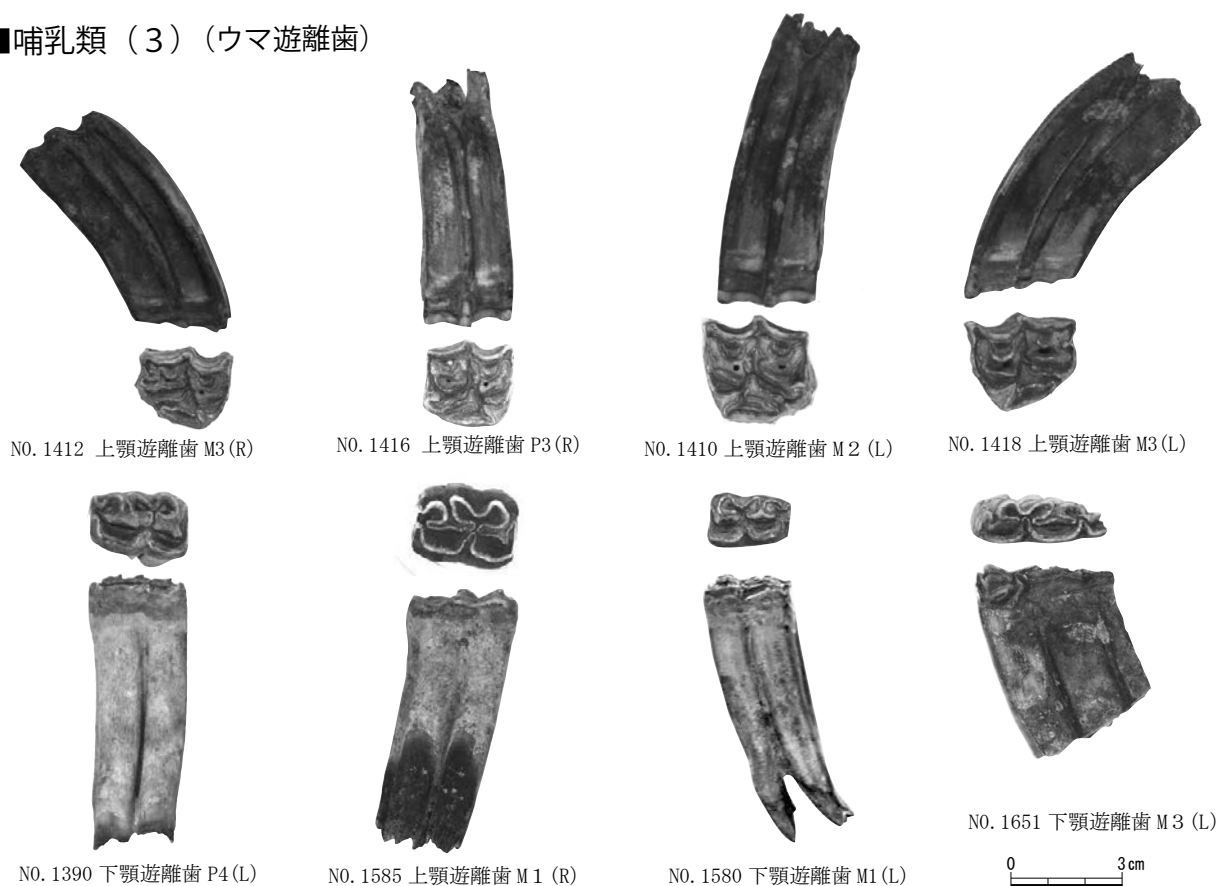 ■哺乳類（３）（ウマ遊離歯）
NO.1412 上顎遊離歯 M3(R)
NO.1416 上顎遊離歯 P3(R)
NO.1410 上顎遊離歯 M２(L)
NO.1418 上顎遊離歯 M3(L)
NO.1390 下顎遊離歯 P4(L)
NO.1585 上顎遊離歯 M１(R)
NO.1580 下顎遊離歯 M1(L)
NO.1651 下顎遊離歯 M３(L)
0 3cm